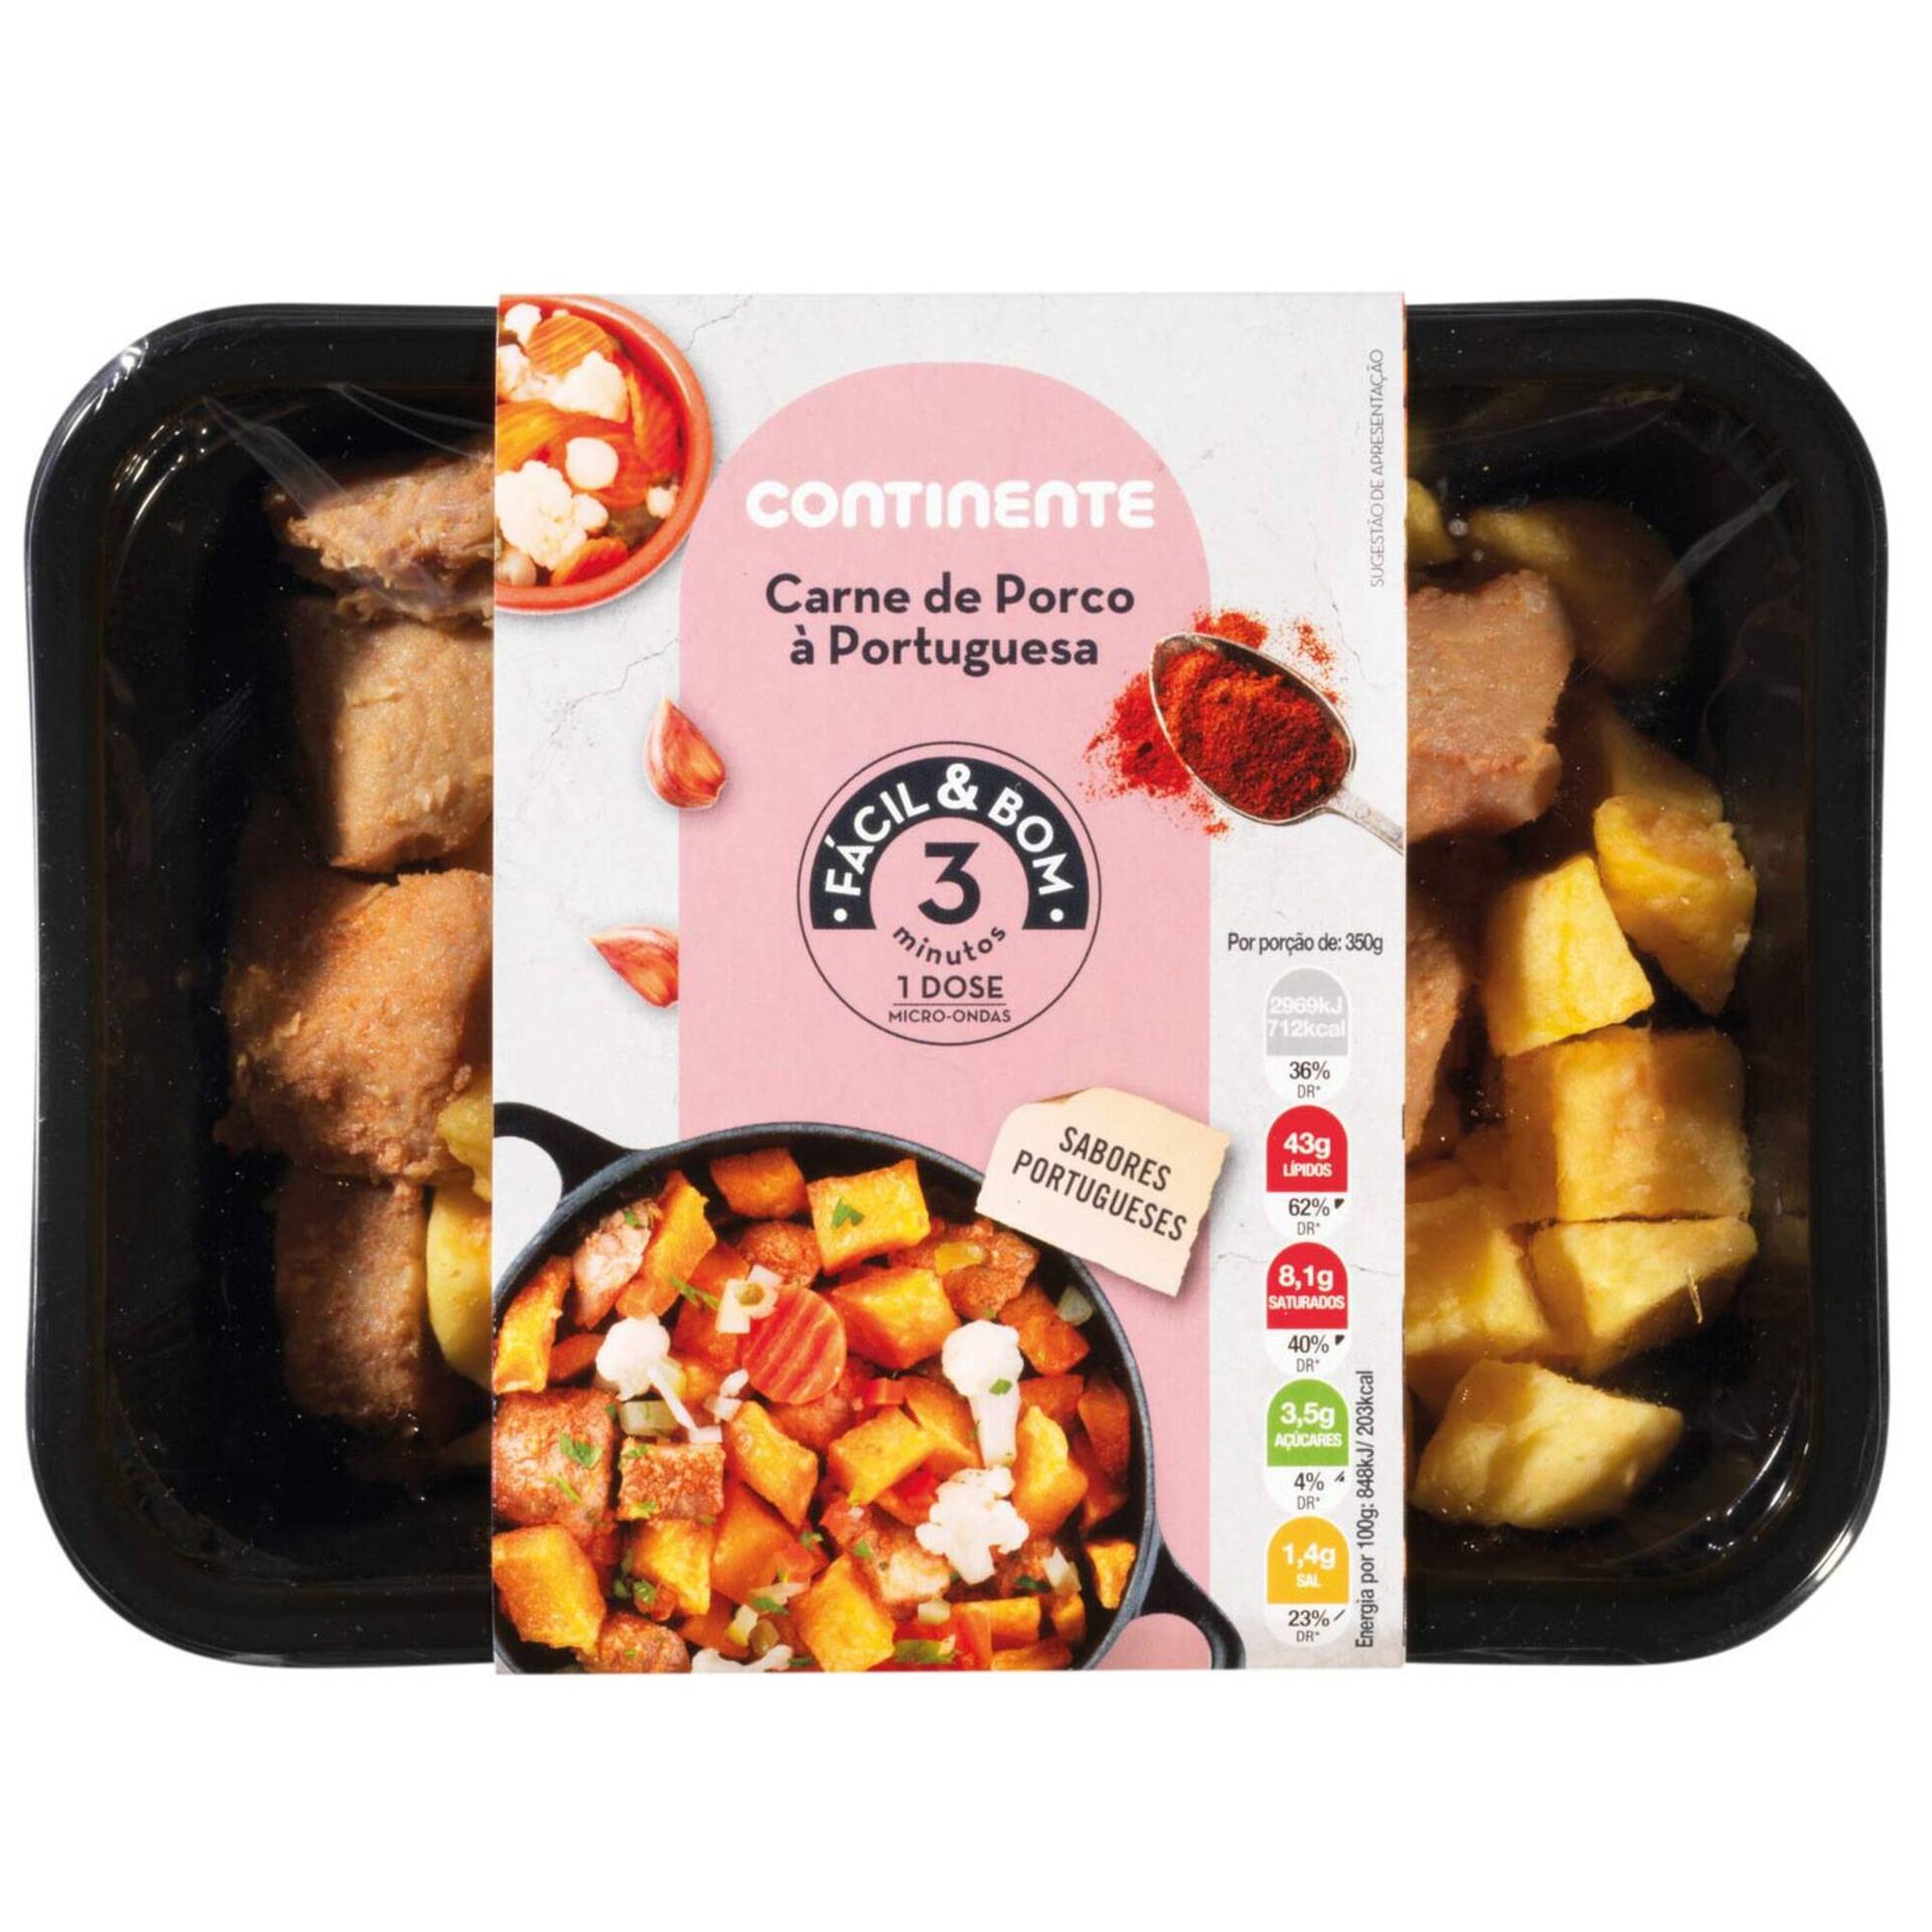 CONTINENTE
Carne de Porco
à Portuguesa
SUGESTÃO DE APRESENTAÇÃO
• FÁCIL & BOM •
3
minutos
1 DOSE
MICRO-ONDAS
SABORES
PORTUGUESES
Por porção de: 350g
2969kJ
712kcal
36%
DR*
43g
LÍPIDOS
62%
DR*
8,1g
SATURADOS
40%
DR*
3,5g
AÇÚCARES
4%
DR*
1,4g
SAL
23%
DR*
Energia por 100g: 848kJ/ 203kcal